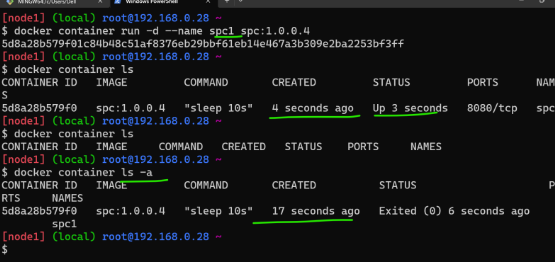 MINGW64:/c/Users/Dell
Windows PowerShell
[node1] (local) root@192.168.0.28 ~
$ docker container run -d --name spc1 spc:1.0.0.4
5d8a28b579f01c84b48c51af8376eb29bbf61eb14e467a3b309e2ba2253bf3ff
[node1] (local) root@192.168.0.28 ~
$ docker container ls
CONTAINER ID IMAGE COMMAND CREATED STATUS PORTS NAM
S
5d8a28b579f0 spc:1.0.0.4 "sleep 10s" 4 seconds ago Up 3 seconds 8080/tcp spc
[node1] (local) root@192.168.0.28 ~
$ docker container ls
CONTAINER ID IMAGE COMMAND CREATED STATUS PORTS NAMES
[node1] (local) root@192.168.0.28 ~
$ docker container ls -a
CONTAINER ID IMAGE COMMAND CREATED STATUS P
RTS NAMES
5d8a28b579f0 spc:1.0.0.4 "sleep 10s" 17 seconds ago Exited (0) 6 seconds ago
spc1
[node1] (local) root@192.168.0.28 ~
$